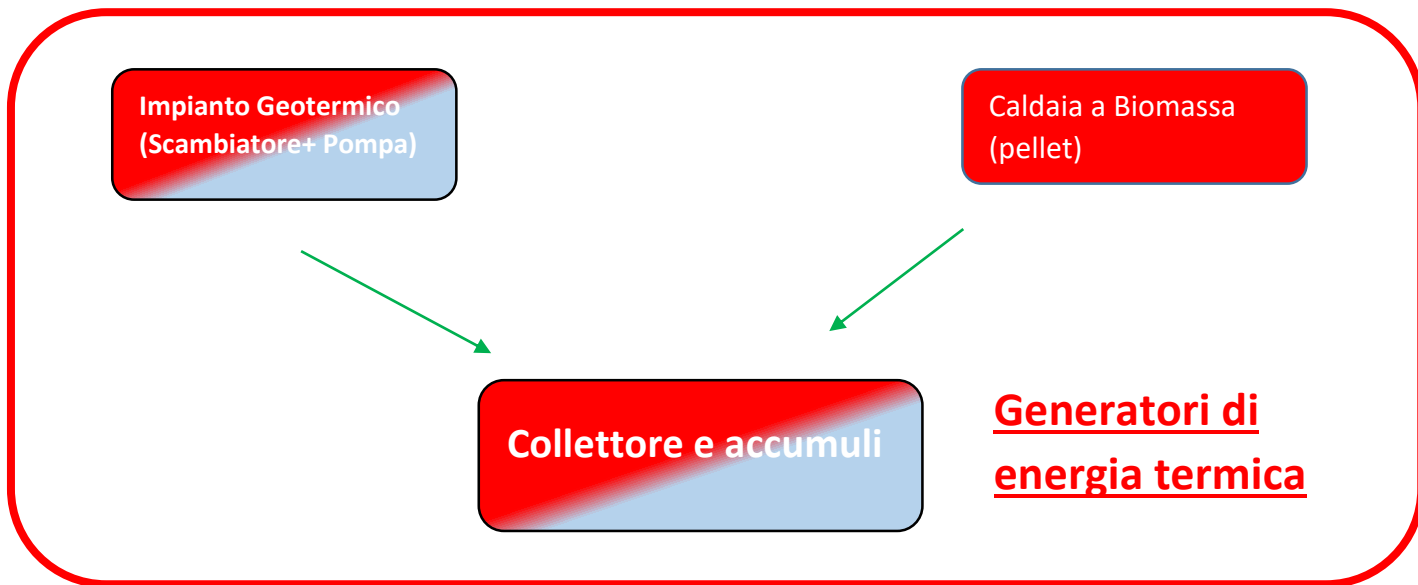 Impianto Geotermico
(Scambiatore+ Pompa)
Caldaia a Biomassa
(pellet)
Collettore e accumuli
Generatori di
energia termica